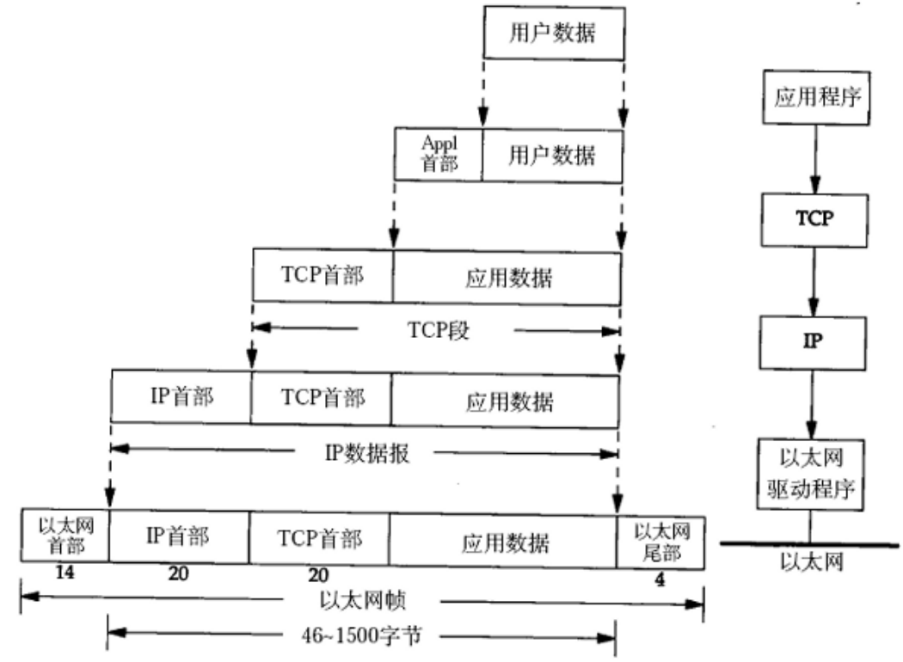 用户数据
应用程序
Appl
首部
用户数据
TCP
TCP首部
应用数据
TCP段
IP
IP首部
TCP首部
应用数据
IP数据报
以太网
驱动程序
以太网
首部
IP首部
TCP首部
应用数据
以太网
尾部
以太网
14
20
20
4
以太网帧
46~1500字节